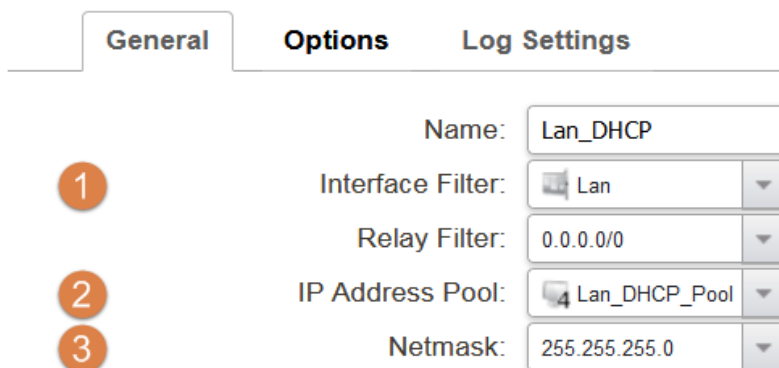 General Options Log Settings
Name: Lan_DHCP
1 Interface Filter: Lan
Relay Filter: 0.0.0.0/0
2 IP Address Pool: 4 Lan_DHCP_Pool
3 Netmask: 255.255.255.0